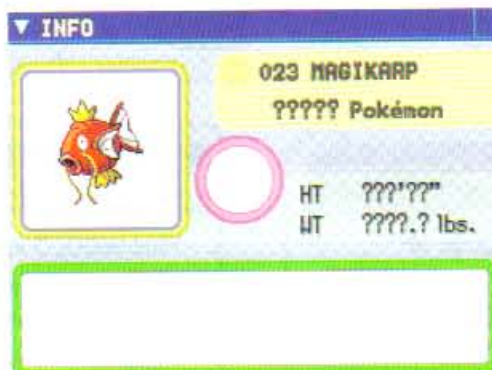 ▼ INFO
023 MAGIKARP
????? Pokémon
HT ???'??"
WT ????.? lbs.